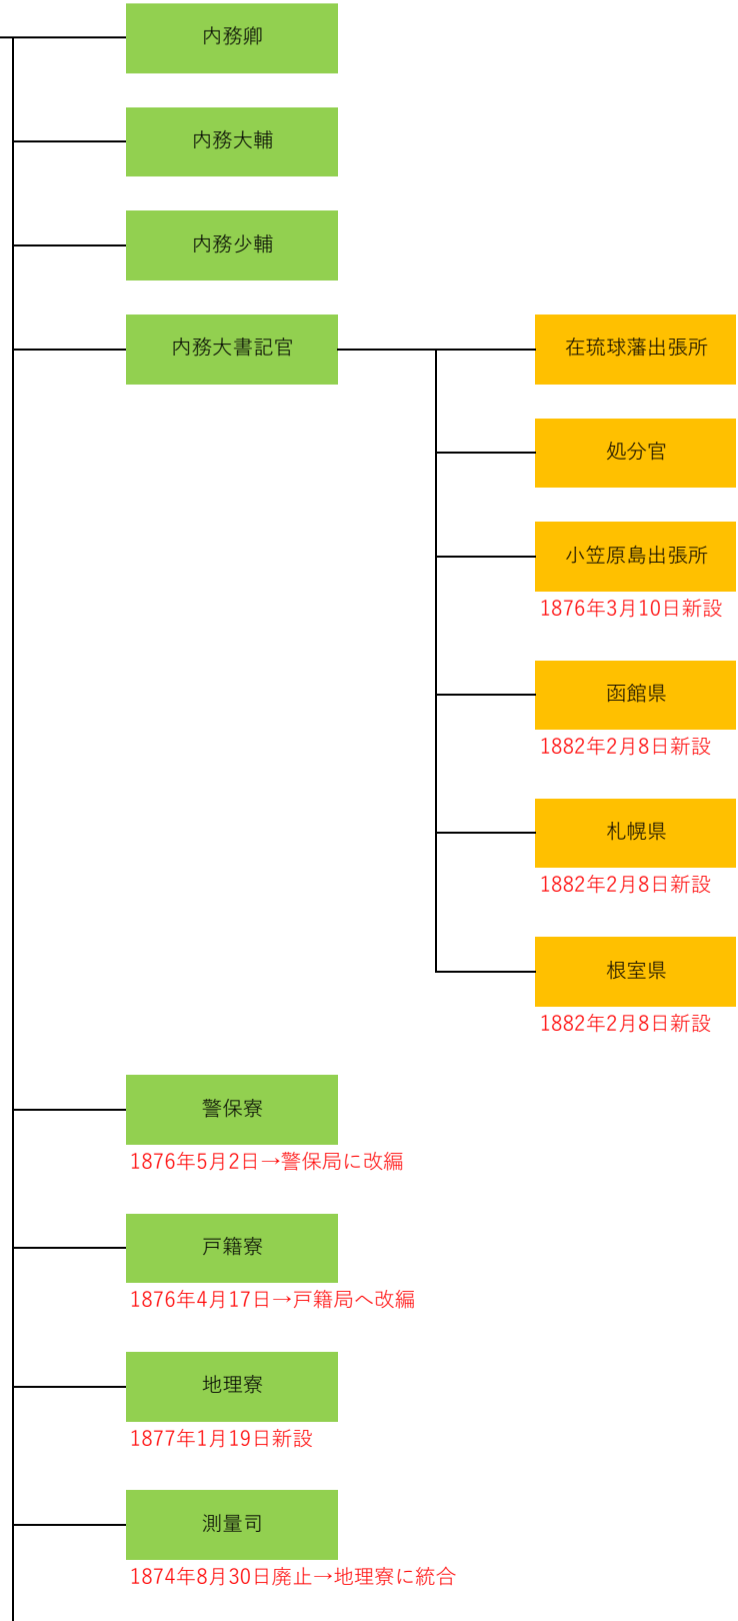 内務卿
内務大輔
内務少輔
内務大書記官
在琉球藩出張所
処分官
小笠原島出張所
1876年3月10日新設
函館県
1882年2月8日新設
札幌県
1882年2月8日新設
根室県
1882年2月8日新設
警保寮
1876年5月2日→警保局に改編
戸籍寮
1876年4月17日→戸籍局へ改編
地理寮
1877年1月19日新設
測量司
1874年8月30日廃止→地理寮に統合